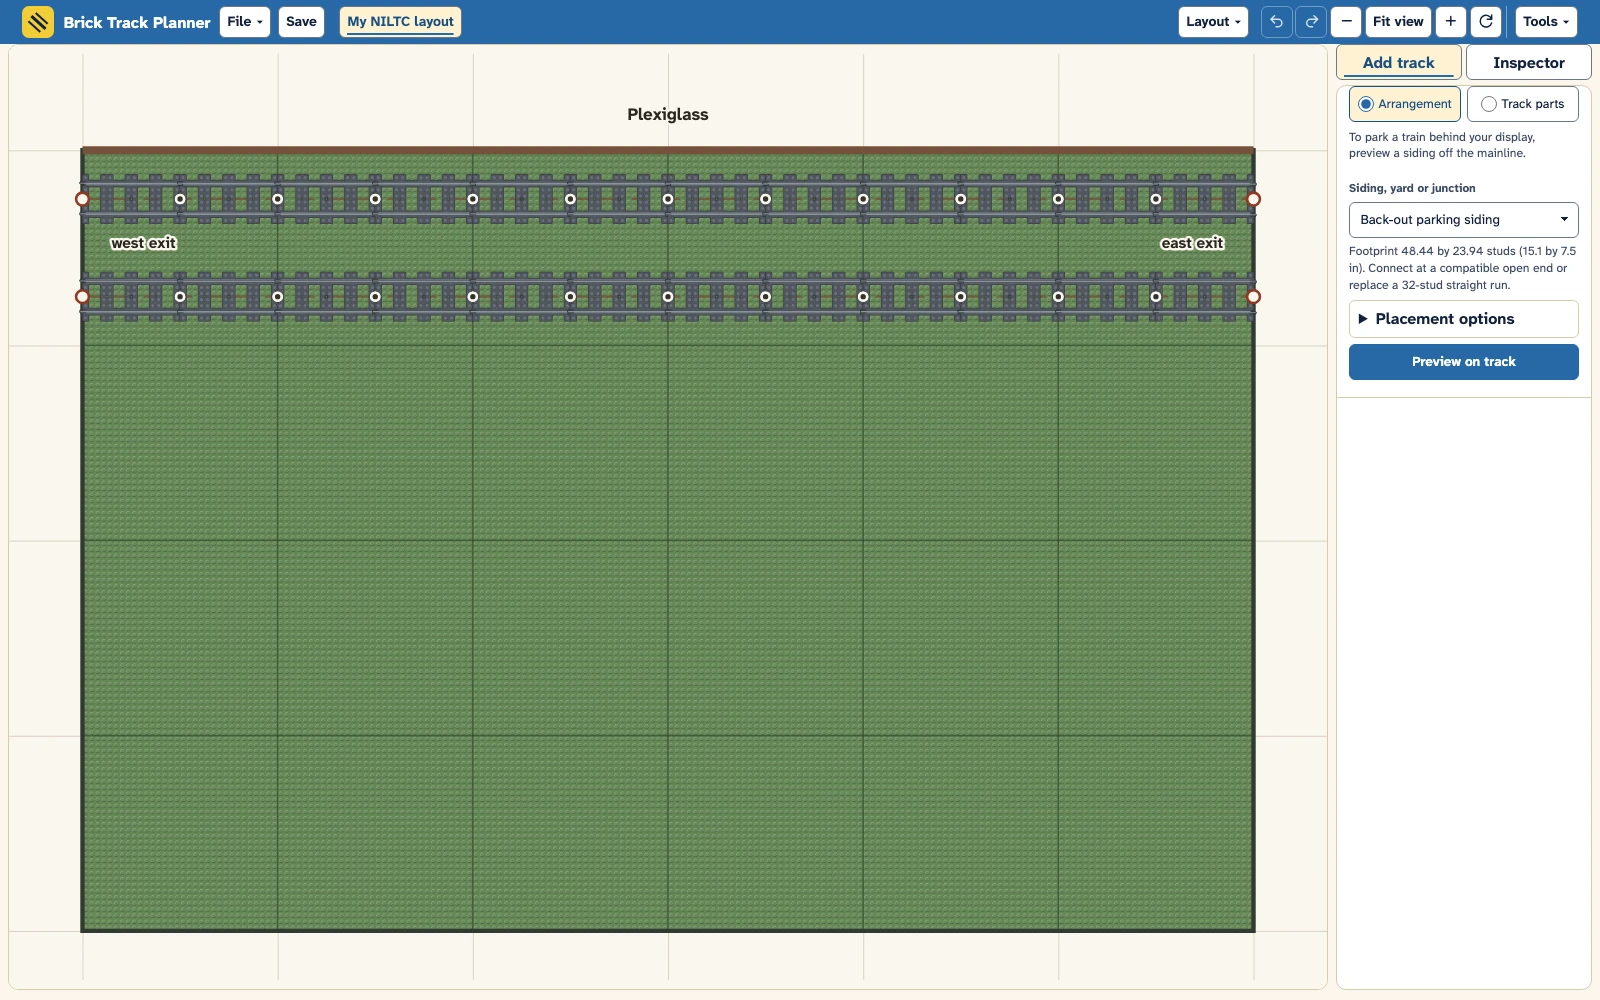 Brick Track Planner
File
Save
My NILTC layout
Layout
Fit view
Tools
Add track
Inspector
Arrangement
Track parts
To park a train behind your display,
preview a siding off the mainline.
Siding, yard or junction
Back-out parking siding
Footprint 48.44 by 23.94 studs (15.1 by 7.5
in). Connect at a compatible open end or
replace a 32-stud straight run.
Placement options
Preview on track
Plexiglass
west exit
east exit